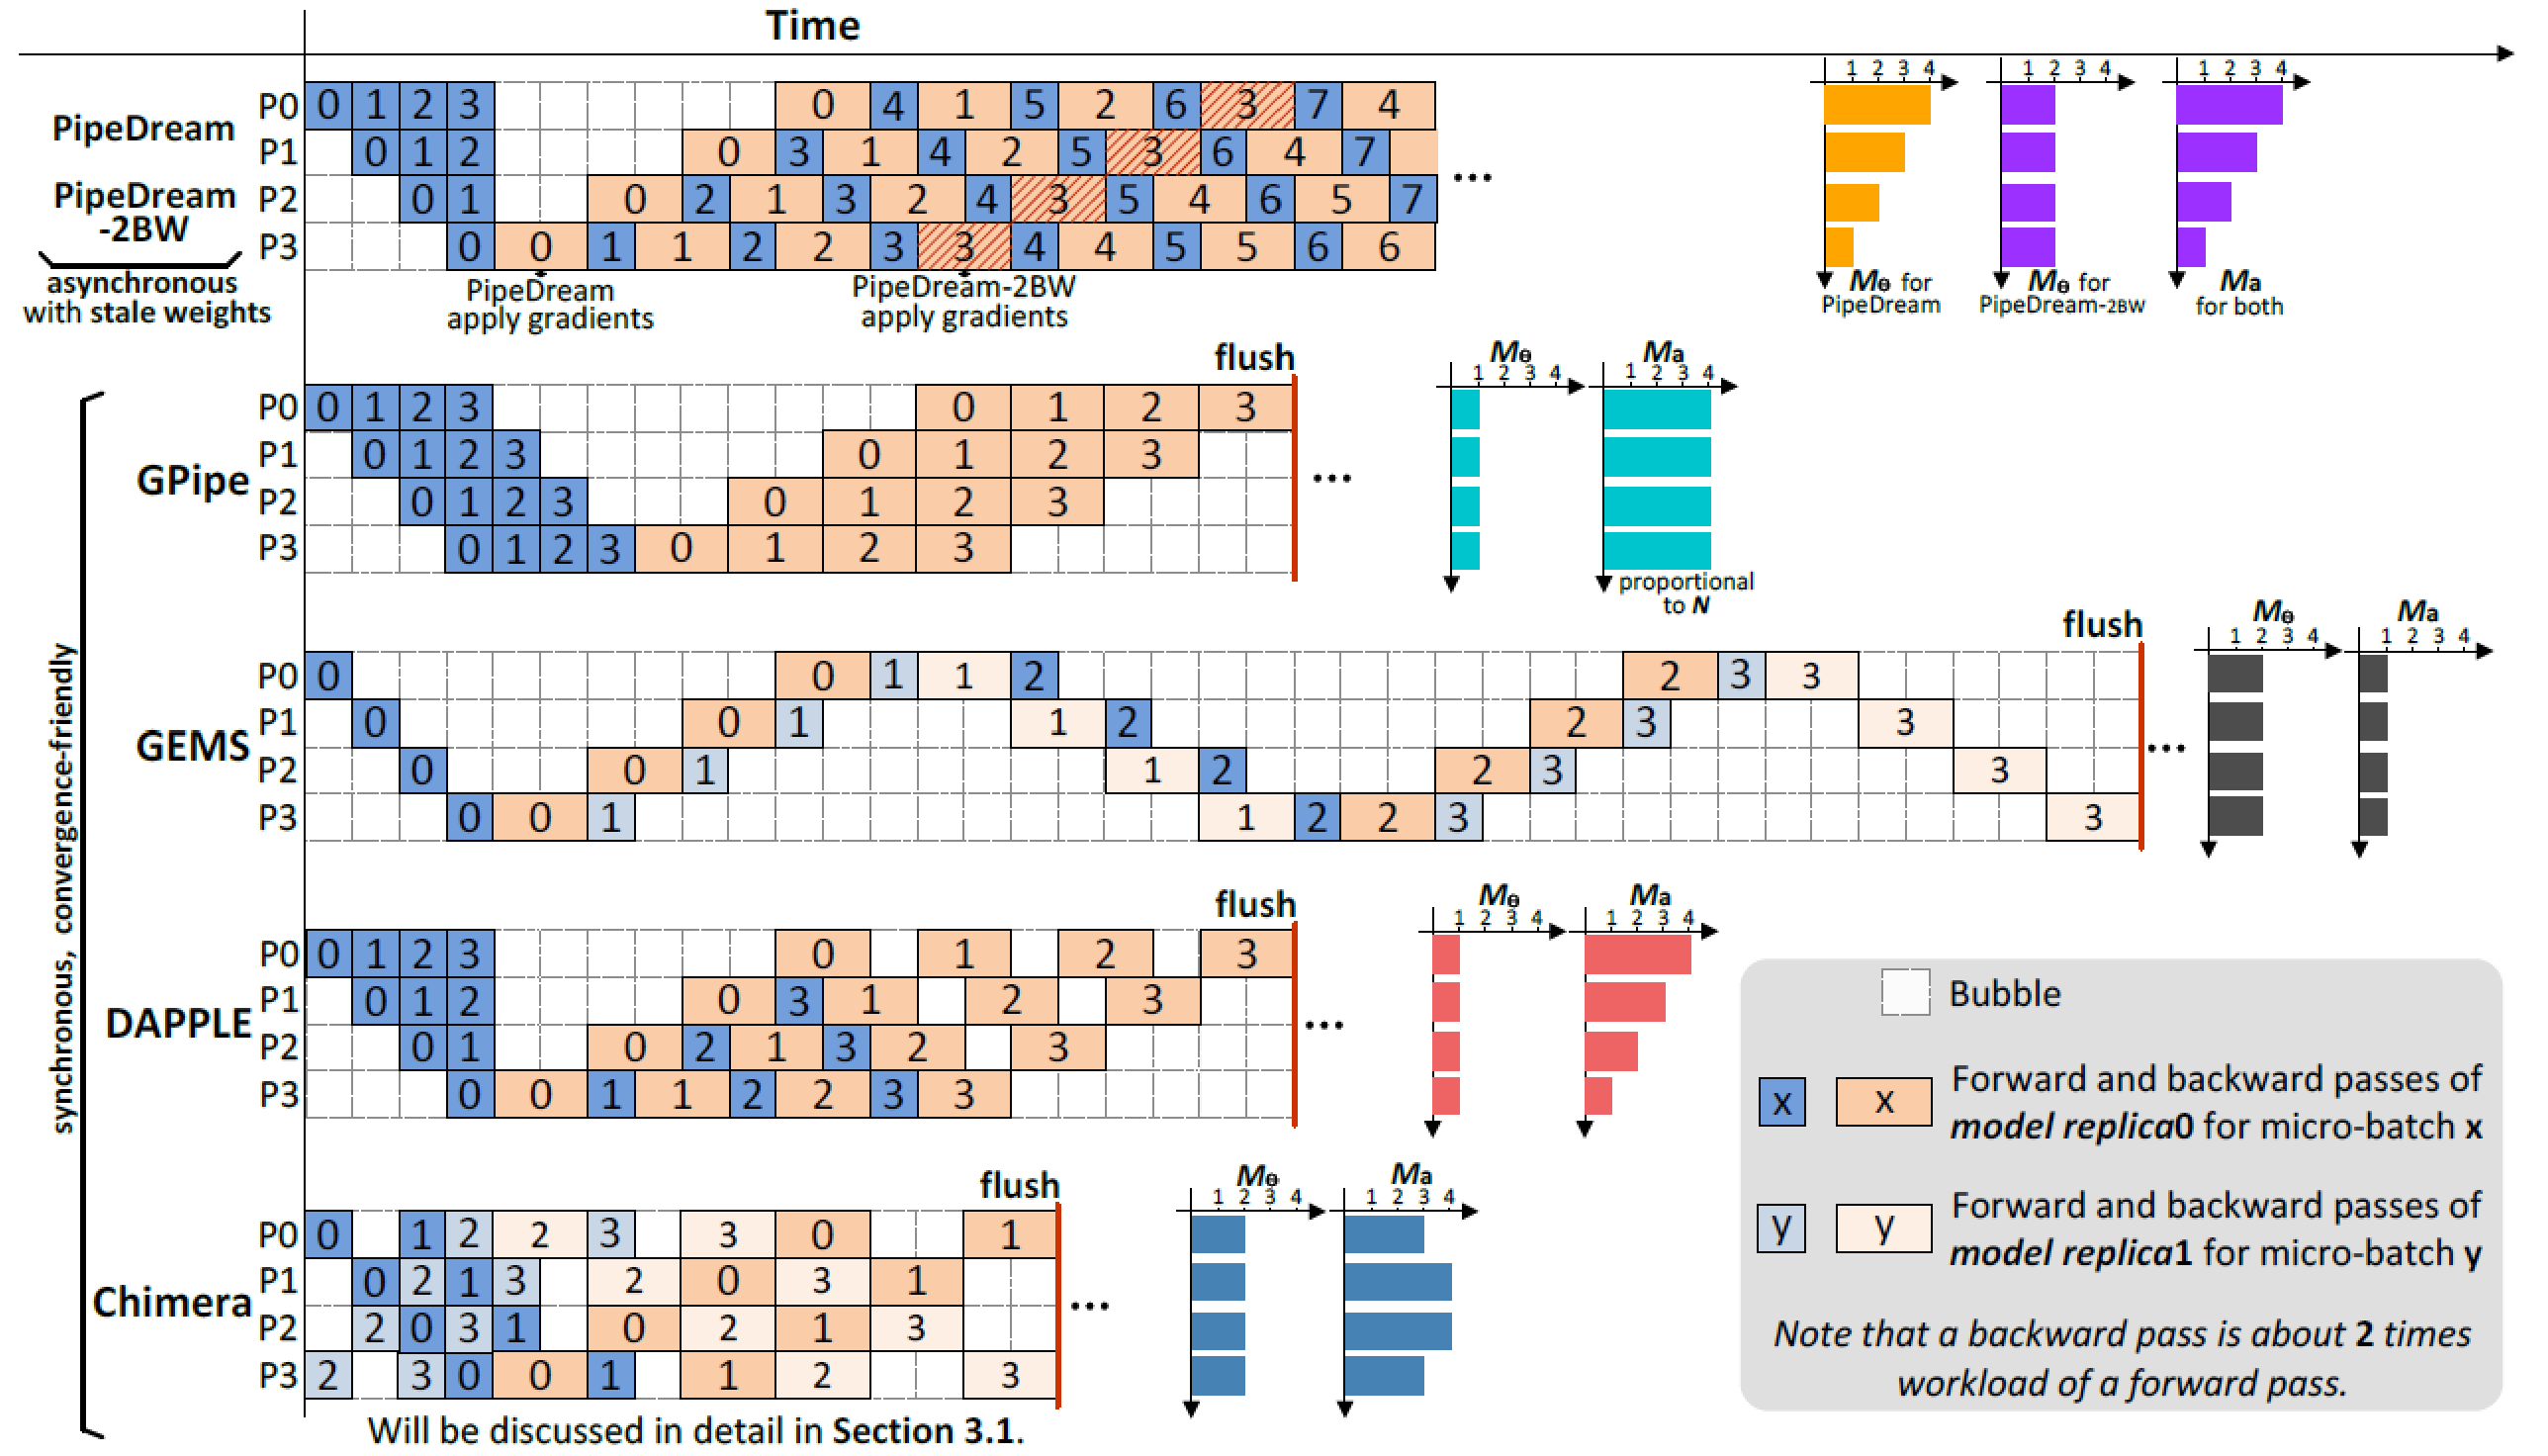 Time
PipeDream
PipeDream
-2BW
asynchronous
with stale weights
P0 0 1 2 3 0 4 1 5 2 6 3 7 4
P1 0 1 2 0 3 1 4 2 5 3 6 4 7
P2 0 1 0 2 1 3 2 4 3 5 4 6 5 7
P3 0 0 1 1 2 2 3 3 4 4 5 5 6 6
...
PipeDream
apply gradients
PipeDream-2BW
apply gradients
1 2 3 4
Mθ for
PipeDream
1 2 3 4
Mθ for
PipeDream-2BW
1 2 3 4
Ma
for both
synchronous, convergence-friendly
GPipe
flush
P0 0 1 2 3 0 1 2 3
P1 0 1 2 3 0 1 2 3
P2 0 1 2 3 0 1 2 3
P3 0 1 2 3 0 1 2 3
...
Mθ
1 2 3 4
Ma
1 2 3 4
proportional
to N
GEMS
flush
P0 0 0 1 1 2 2 3 3
P1 0 0 1 1 2 2 3 3
P2 0 0 1 1 2 2 3 3
P3 0 0 1 1 2 2 3 3
...
Mθ
1 2 3 4
Ma
1 2 3 4
DAPPLE
flush
P0 0 1 2 3 0 1 2 3
P1 0 1 2 0 3 1 2 3
P2 0 1 0 2 1 3 2 3
P3 0 0 1 1 2 2 3 3
...
Mθ
1 2 3 4
Ma
1 2 3 4
Chimera
flush
P0 0 1 2 2 3 3 0 1
P1 0 2 1 3 2 0 3 1
P2 2 0 3 1 0 2 1 3
P3 2 3 0 0 1 1 2 3
...
Mθ
1 2 3 4
Ma
1 2 3 4
Will be discussed in detail in Section 3.1.
Bubble
x x Forward and backward passes of
model replica0 for micro-batch x
y y Forward and backward passes of
model replica1 for micro-batch y
Note that a backward pass is about 2 times
workload of a forward pass.